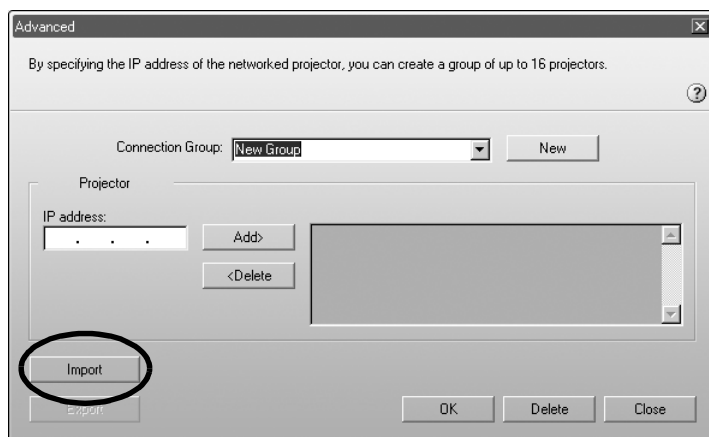 Advanced
By specifying the IP address of the networked projector, you can create a group of up to 16 projectors.
Connection Group: New Group New
Projector
IP address:
. . .
Add>
<Delete
Import
Export
OK Delete Close